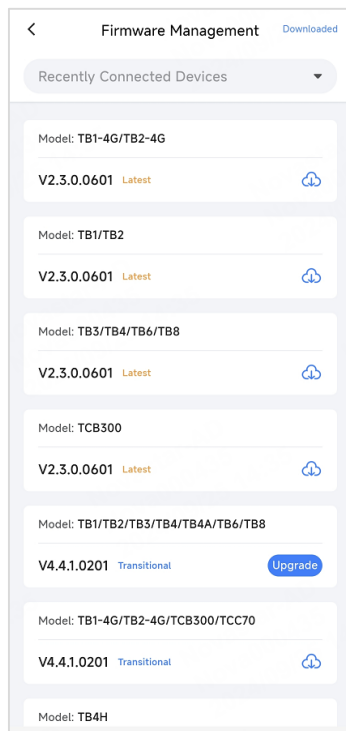 Firmware Management
Downloaded
Recently Connected Devices
Model: TB1-4G/TB2-4G
V2.3.0.0601 Latest
Model: TB1/TB2
V2.3.0.0601 Latest
Model: TB3/TB4/TB6/TB8
V2.3.0.0601 Latest
Model: TCB300
V2.3.0.0601 Latest
Model: TB1/TB2/TB3/TB4/TB4A/TB6/TB8
V4.4.1.0201 Transitional
Upgrade
Model: TB1-4G/TB2-4G/TCB300/TCC70
V4.4.1.0201 Transitional
Model: TB4H